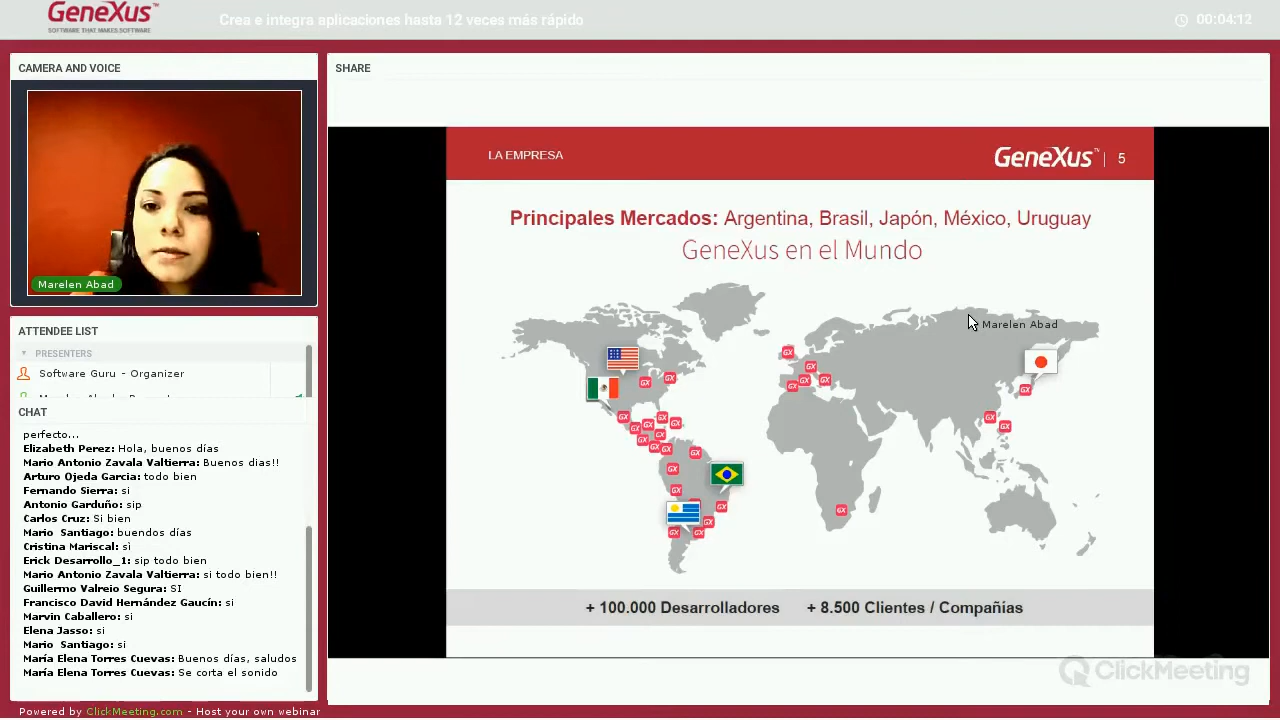 GeneXus™
SOFTWARE THAT MAKES SOFTWARE
Crea e integra aplicaciones hasta 12 veces más rápido
00:04:12
CAMERA AND VOICE
Marelen Abad
ATTENDEE LIST
PRESENTERS
Software Guru - Organizer
CHAT
perfecto...
Elizabeth Perez: Hola, buenos días
Mario Antonio Zavala Valtierra: Buenos dias!!
Arturo Ojeda Garcia: todo bien
Fernando Sierra: si
Antonio Garduño: sip
Carlos Cruz: Si bien
Mario Santiago: buendos días
Cristina Mariscal: sì
Erick Desarrollo_1: sip todo bien
Mario Antonio Zavala Valtierra: si todo bien!!
Guillermo Valreio Segura: SI
Francisco David Hernández Gaucín: si
Marvin Caballero: si
Elena Jasso: si
Mario Santiago: si
María Elena Torres Cuevas: Buenos días, saludos
María Elena Torres Cuevas: Se corta el sonido
Powered by ClickMeeting.com - Host your own webinar
SHARE
LA EMPRESA
GeneXus™ | 5
Principales Mercados: Argentina, Brasil, Japón, México, Uruguay
GeneXus en el Mundo
Marelen Abad
+ 100.000 Desarrolladores + 8.500 Clientes / Compañias
ClickMeeting